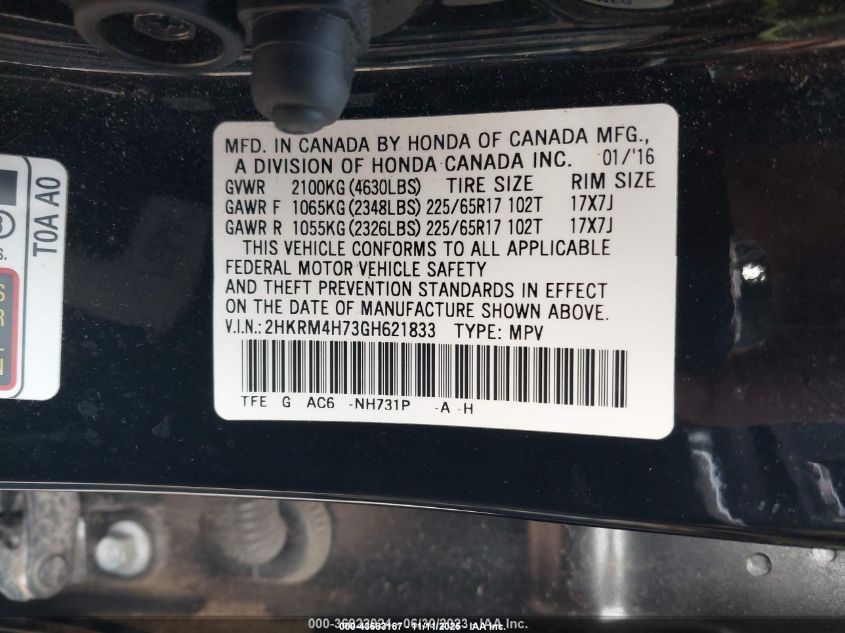 MFD. IN CANADA BY HONDA OF CANADA MFG.,
A DIVISION OF HONDA CANADA INC. 01/'16
GVWR 2100KG (4630LBS) TIRE SIZE RIM SIZE
GAWR F 1065KG (2348LBS) 225/65R17 102T 17X7J
GAWR R 1055KG (2326LBS) 225/65R17 102T 17X7J
THIS VEHICLE CONFORMS TO ALL APPLICABLE
FEDERAL MOTOR VEHICLE SAFETY
AND THEFT PREVENTION STANDARDS IN EFFECT
ON THE DATE OF MANUFACTURE SHOWN ABOVE.
V.I.N.: 2HKRM4H73GH621833 TYPE: MPV
TFE G AC6 -NH731P -A -H
T0A A0